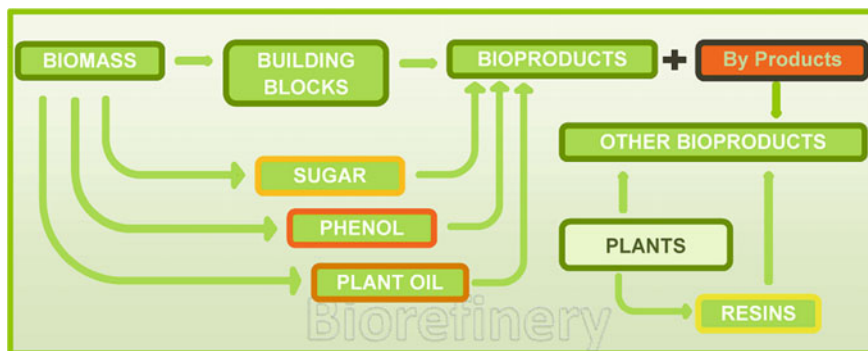 BIOMASS
BUILDING
BLOCKS
BIOPRODUCTS
+
By Products
OTHER BIOPRODUCTS
SUGAR
PHENOL
PLANTS
PLANT OIL
RESINS
Biorefinery